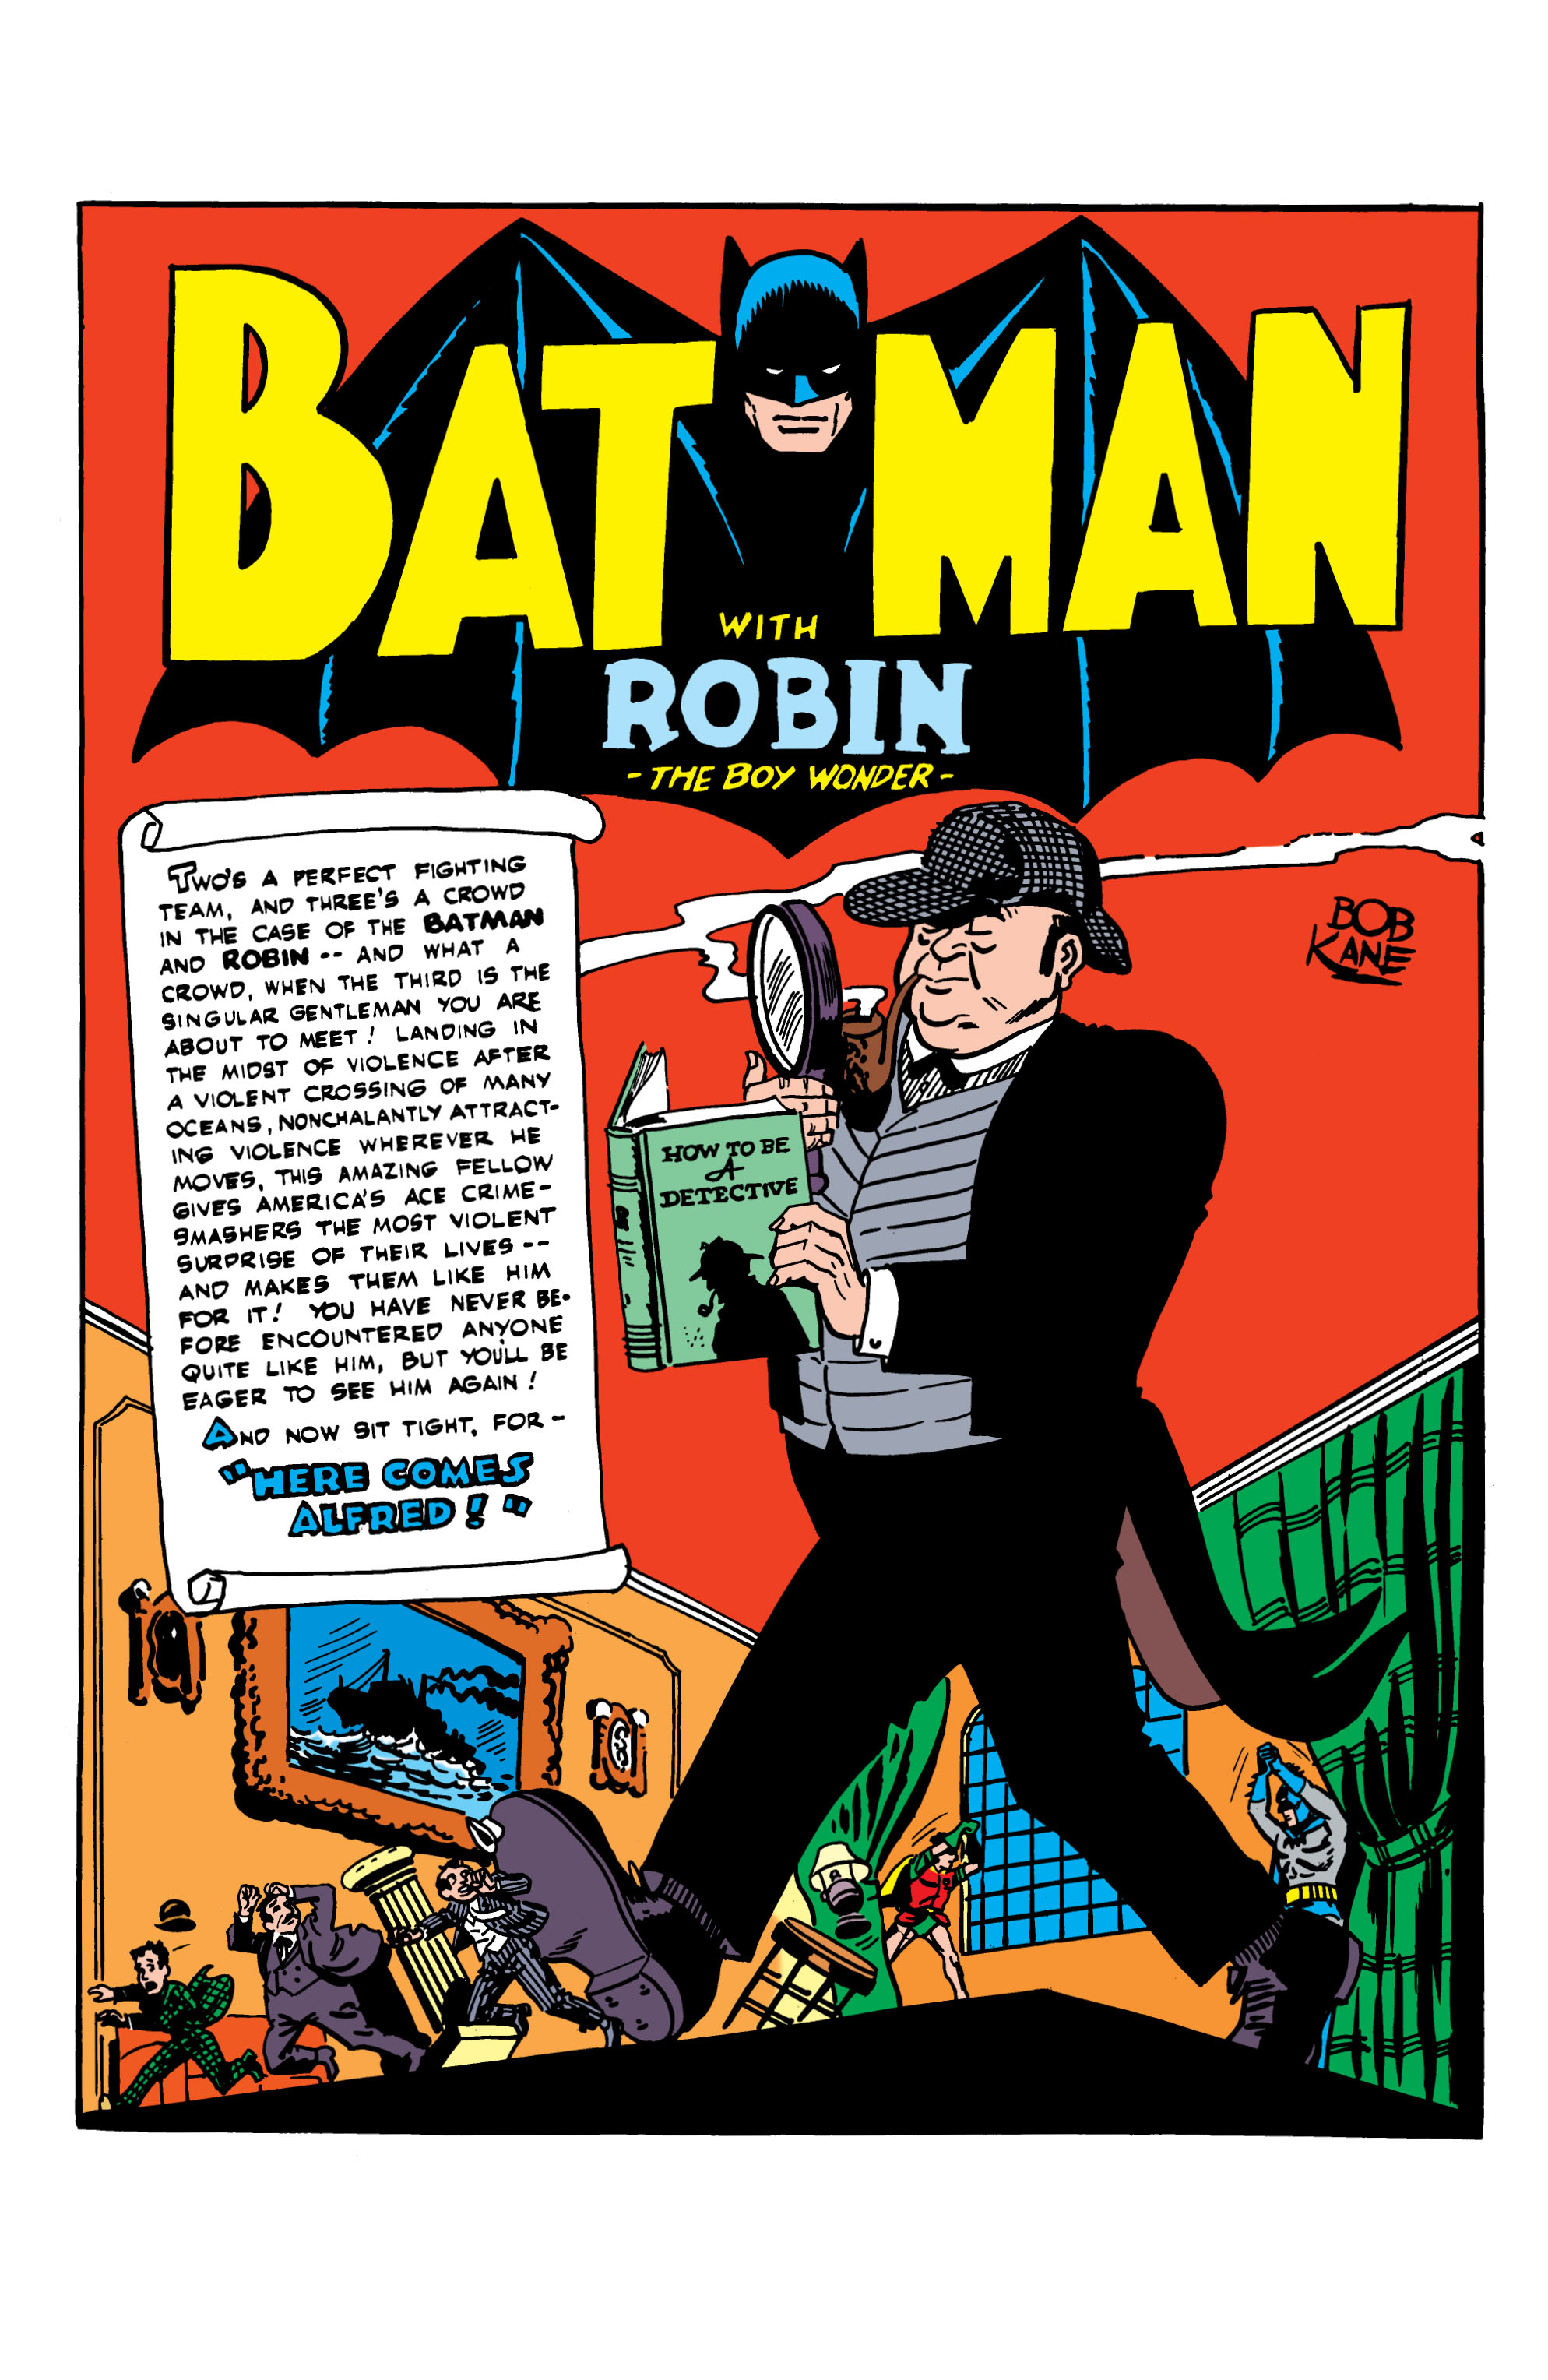 BATMAN
WITH
ROBIN
- THE BOY WONDER -
TWO'S A PERFECT FIGHTING
TEAM, AND THREE'S A CROWD
IN THE CASE OF THE BATMAN
AND ROBIN -- AND WHAT A
CROWD, WHEN THE THIRD IS THE
SINGULAR GENTLEMAN YOU ARE
ABOUT TO MEET! LANDING IN
THE MIDST OF VIOLENCE AFTER
A VIOLENT CROSSING OF MANY
OCEANS, NONCHALANTLY ATTRACT-
ING VIOLENCE WHEREVER HE
MOVES, THIS AMAZING FELLOW
GIVES AMERICA'S ACE CRIME-
SMASHERS THE MOST VIOLENT
SURPRISE OF THEIR LIVES --
AND MAKES THEM LIKE HIM
FOR IT! YOU HAVE NEVER BE-
FORE ENCOUNTERED ANYONE
QUITE LIKE HIM, BUT YOU'LL BE
EAGER TO SEE HIM AGAIN!
AND NOW SIT TIGHT, FOR -
"HERE COMES
ALFRED!"
BOB
KANE
HOW TO BE
A
DETECTIVE